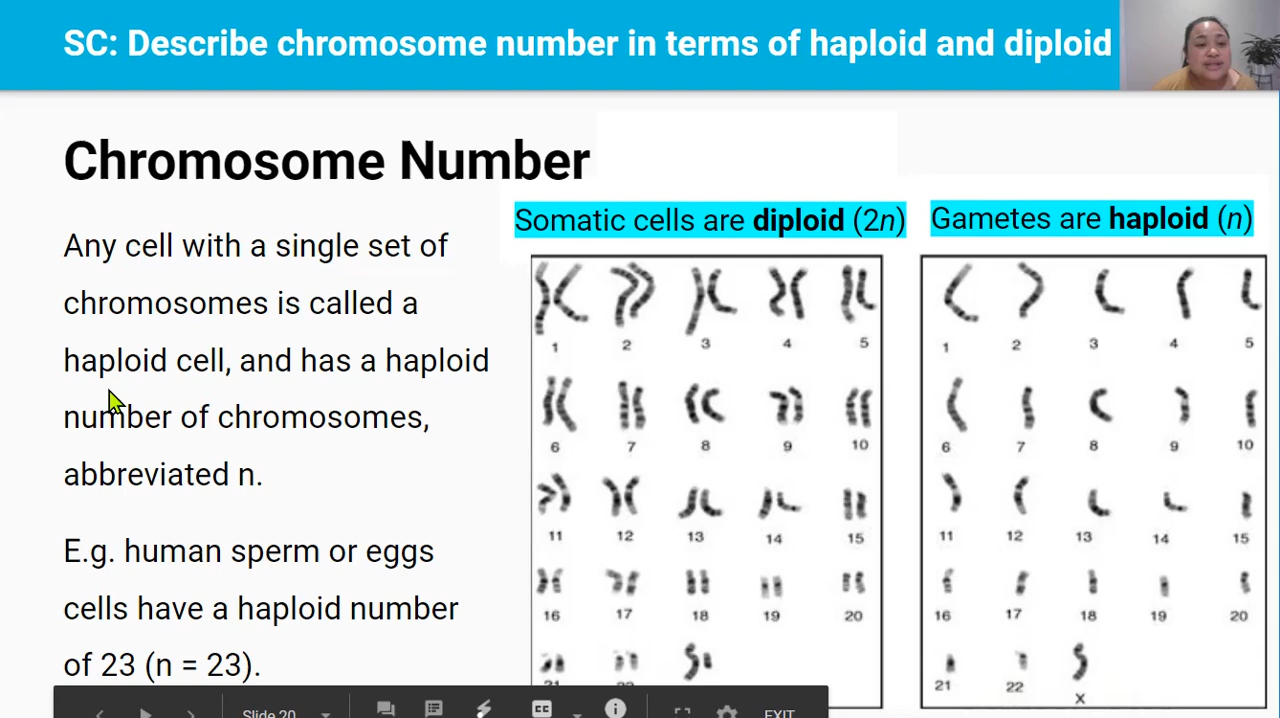 SC: Describe chromosome number in terms of haploid and diploid
Chromosome Number
Any cell with a single set of
chromosomes is called a
haploid cell, and has a haploid
number of chromosomes,
abbreviated n.
E.g. human sperm or eggs
cells have a haploid number
of 23 (n = 23).
Somatic cells are diploid (2n)
1 2 3 4 5
6 7 8 9 10
11 12 13 14 15
16 17 18 19 20
Gametes are haploid (n)
1 2 3 4 5
6 7 8 9 10
11 12 13 14 15
16 17 18 19 20
21 22 X
Slide 20
CC
EXIT